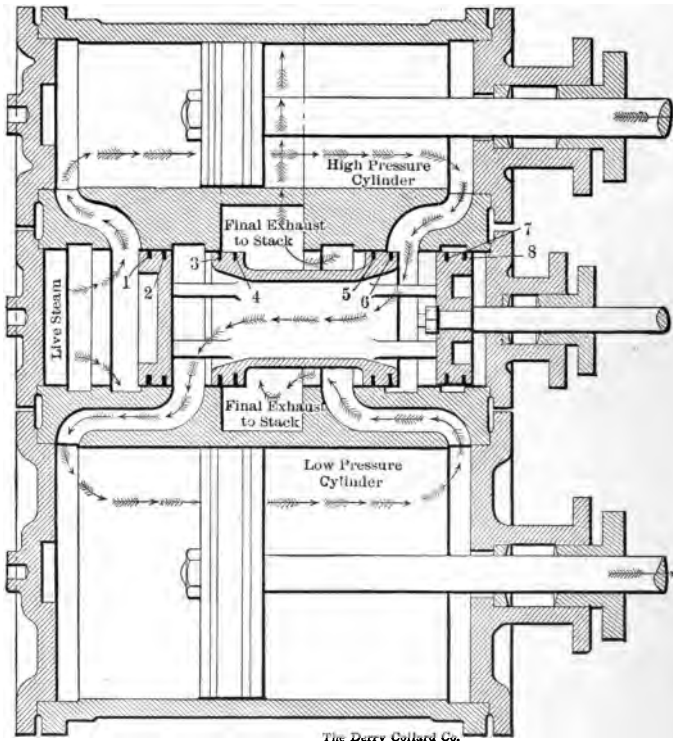 High Pressure
Cylinder
Final Exhaust
to Stack
7
8
3
4
5
6
1
2
Live Steam
Final Exhaust
to Stack
Low Pressure
Cylinder
The Derry Collard Co.